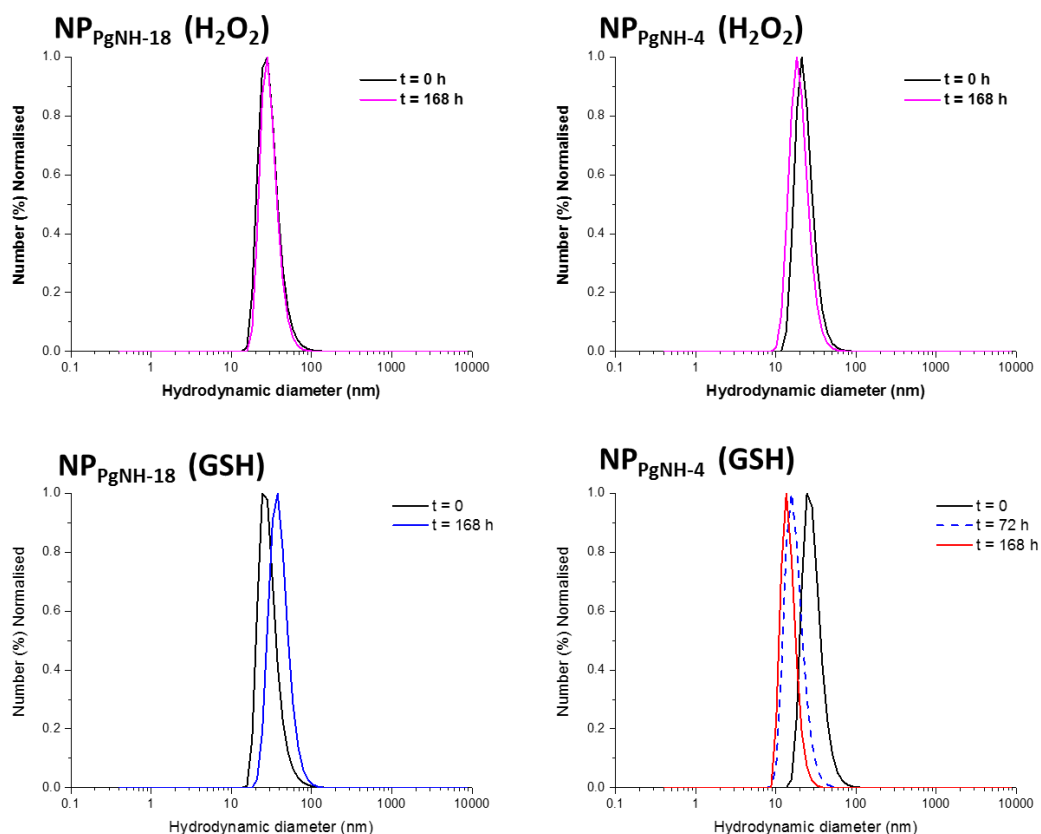 NP_PgNH-18 (H₂O₂)
Number (%) Normalised
1.0
0.8
0.6
0.4
0.2
0.0
t = 0 h
t = 168 h
0.1 1 10 100 1000 10000
Hydrodynamic diameter (nm)
NP_PgNH-4 (H₂O₂)
Number (%) Normalised
1.0
0.8
0.6
0.4
0.2
0.0
t = 0 h
t = 168 h
0.1 1 10 100 1000 10000
Hydrodynamic diameter (nm)
NP_PgNH-18 (GSH)
Number (%) Normalised
1.0
0.8
0.6
0.4
0.2
0.0
t = 0
t = 168 h
0.1 1 10 100 1000 10000
Hydrodynamic diameter (nm)
NP_PgNH-4 (GSH)
Number (%) Normalised
1.0
0.8
0.6
0.4
0.2
0.0
t = 0
t = 72 h
t = 168 h
0.1 1 10 100 1000 10000
Hydrodynamic diameter (nm)